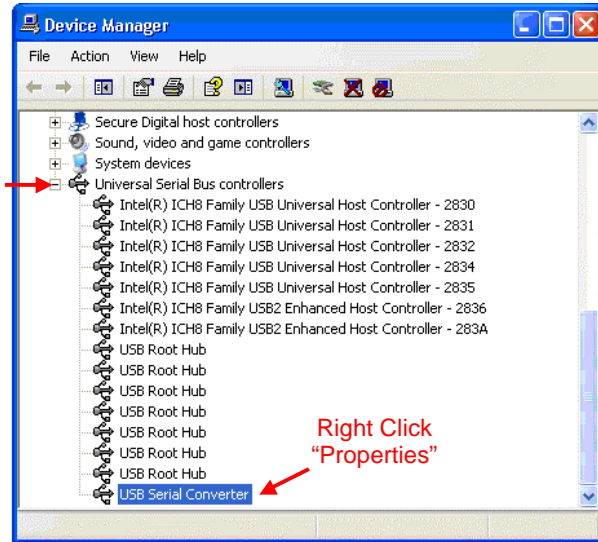 Device Manager
File Action View Help
Secure Digital host controllers
Sound, video and game controllers
System devices
Universal Serial Bus controllers
Intel(R) ICH8 Family USB Universal Host Controller - 2830
Intel(R) ICH8 Family USB Universal Host Controller - 2831
Intel(R) ICH8 Family USB Universal Host Controller - 2832
Intel(R) ICH8 Family USB Universal Host Controller - 2834
Intel(R) ICH8 Family USB Universal Host Controller - 2835
Intel(R) ICH8 Family USB2 Enhanced Host Controller - 2836
Intel(R) ICH8 Family USB2 Enhanced Host Controller - 283A
USB Root Hub
USB Root Hub
USB Root Hub
USB Root Hub
USB Root Hub
USB Root Hub
USB Root Hub
USB Serial Converter
Right Click
“Properties”